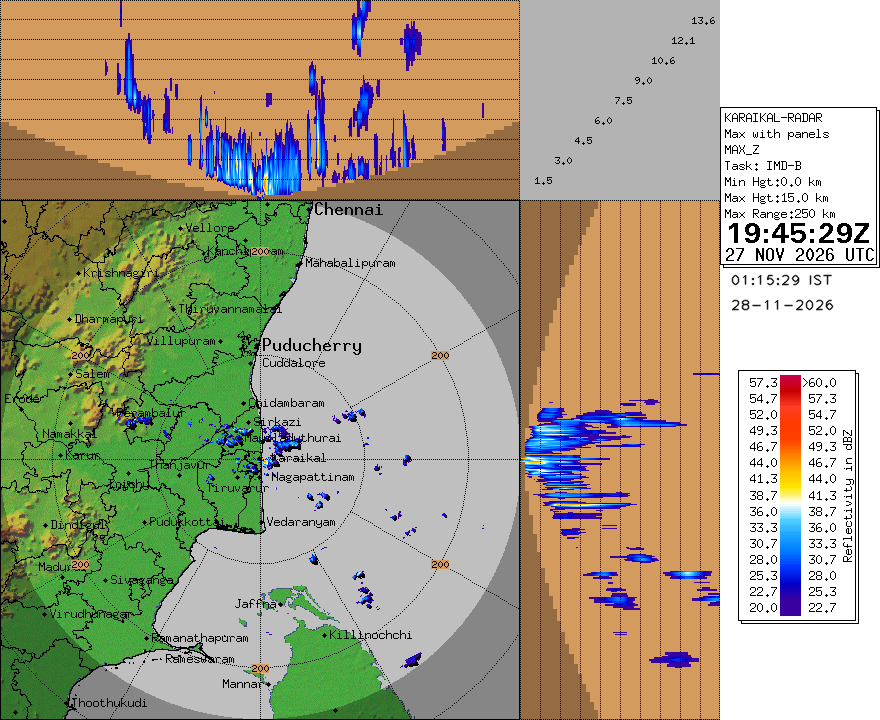 13.6
12.1
10.6
9.0
7.5
6.0
4.5
3.0
1.5
KARAIKAL-RADAR
Max with panels
MAX_Z
Task: IMD-B
Min Hgt:0.0 km
Max Hgt:15.0 km
Max Range:250 km
19:45:29Z
27 NOV 2026 UTC
01:15:29 IST
28-11-2026
Chennai
Vellore
200
Mahabalipuram
Krishnagiri
Thiruvannamalai
Dharmapuri
Villupuram
Puducherry
200
200
Cuddalore
Salem
Erode
Chidambaram
Perambalur
Sirkazi
Namakkal
Mayiladuthurai
Karur
Karaikal
Thanjavur
Nagapattinam
Tiruvarur
Dindigul
Pudukkottai
Vedaranyam
200
200
Madurai
Sivaganga
Jaffna
Virudhunagar
Ramanathapuram
Killinochchi
Rameswaram
200
Mannar
Thoothukudi
57.3 >60.0
54.7 57.3
52.0 54.7
49.3 52.0
46.7 49.3
44.0 46.7
41.3 44.0
38.7 41.3
36.0 38.7
33.3 36.0
30.7 33.3
28.0 30.7
25.3 28.0
22.7 25.3
20.0 22.7
Reflectivity in dBZ